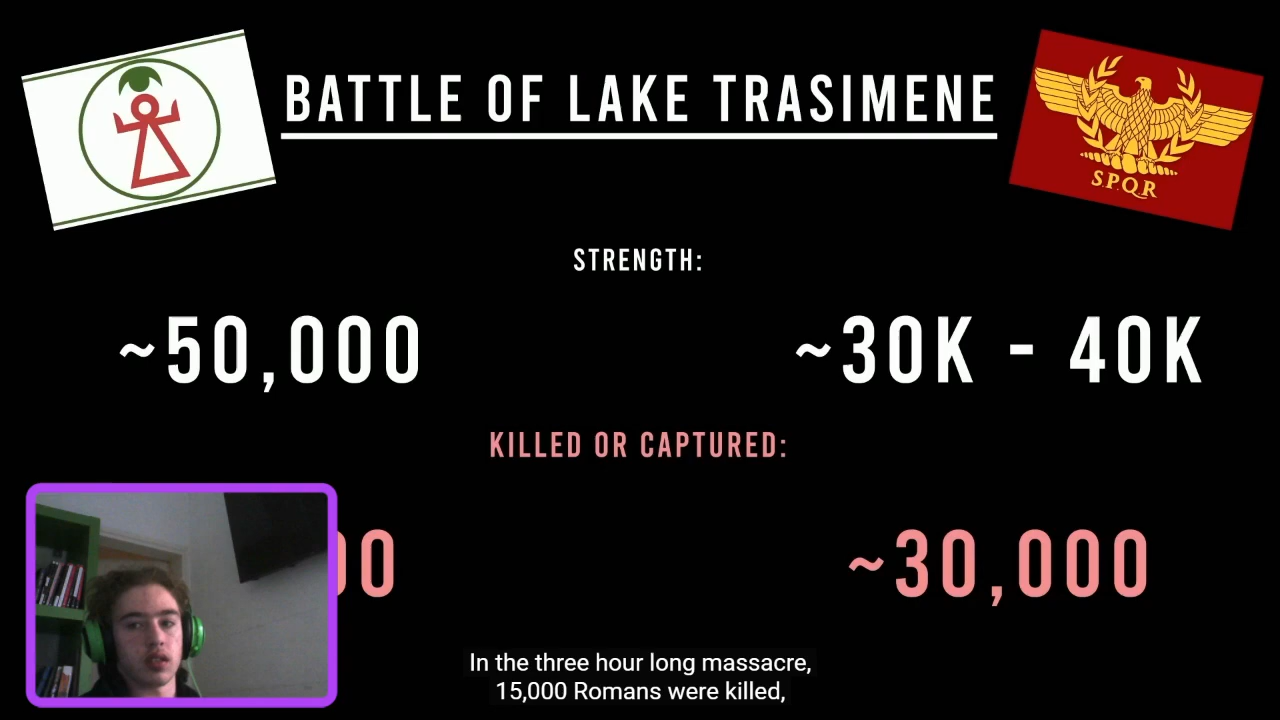 BATTLE OF LAKE TRASIMENE
S.P.Q.R
STRENGTH:
~50,000
~30K - 40K
KILLED OR CAPTURED:
00
~30,000
In the three hour long massacre,
15,000 Romans were killed,